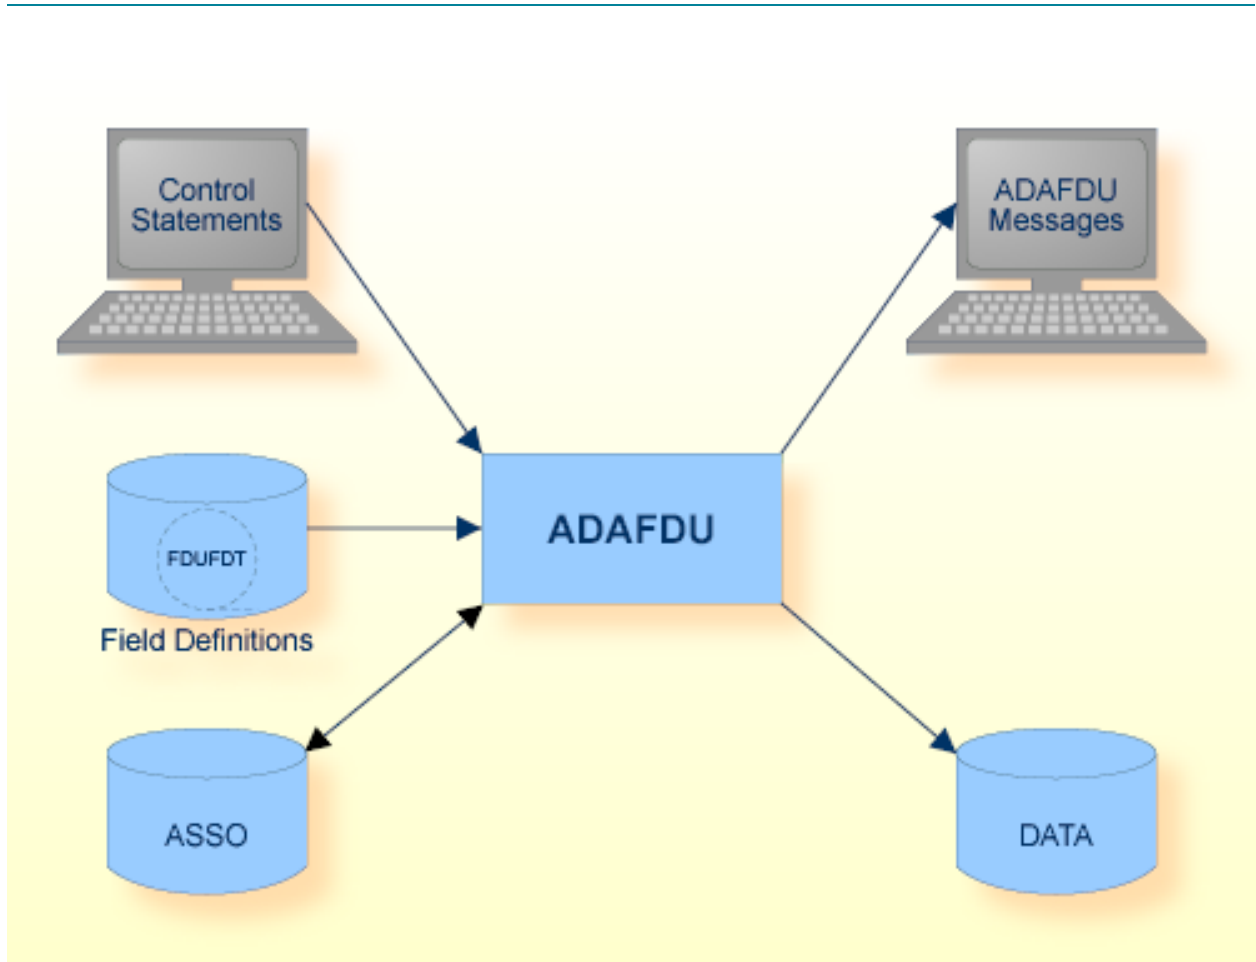 Control
Statements
ADAFDU
Messages
ADAFDU
FDUFDT
Field Definitions
ASSO
DATA